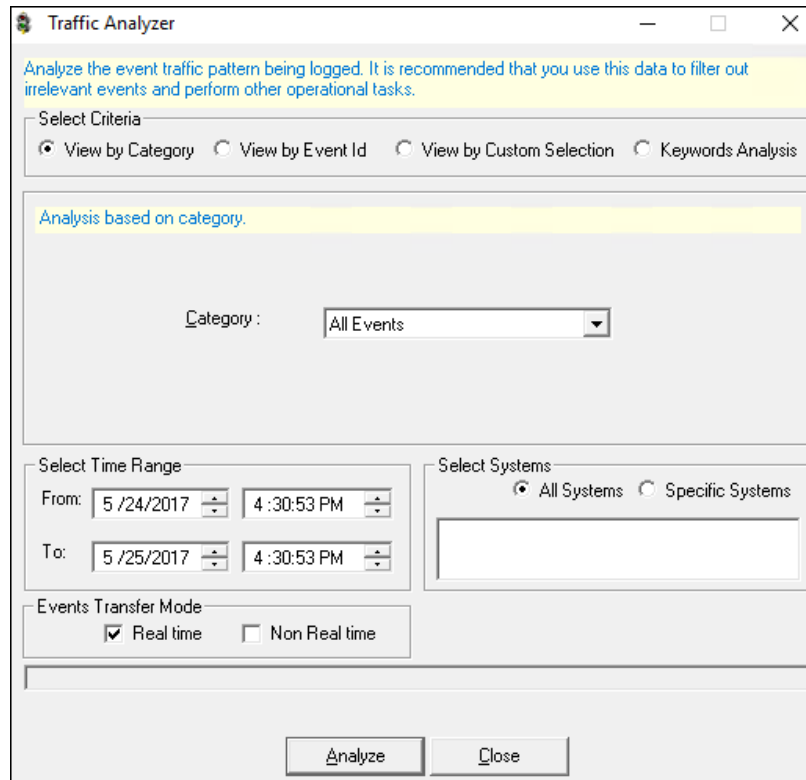 Traffic Analyzer
Analyze the event traffic pattern being logged. It is recommended that you use this data to filter out
irrelevant events and perform other operational tasks.
Select Criteria
View by Category View by Event Id View by Custom Selection Keywords Analysis
Analysis based on category.
Category : All Events
Select Time Range
From: 5 /24/2017 4 :30:53 PM
To: 5 /25/2017 4 :30:53 PM
Select Systems
All Systems Specific Systems
Events Transfer Mode
Real time Non Real time
Analyze Close